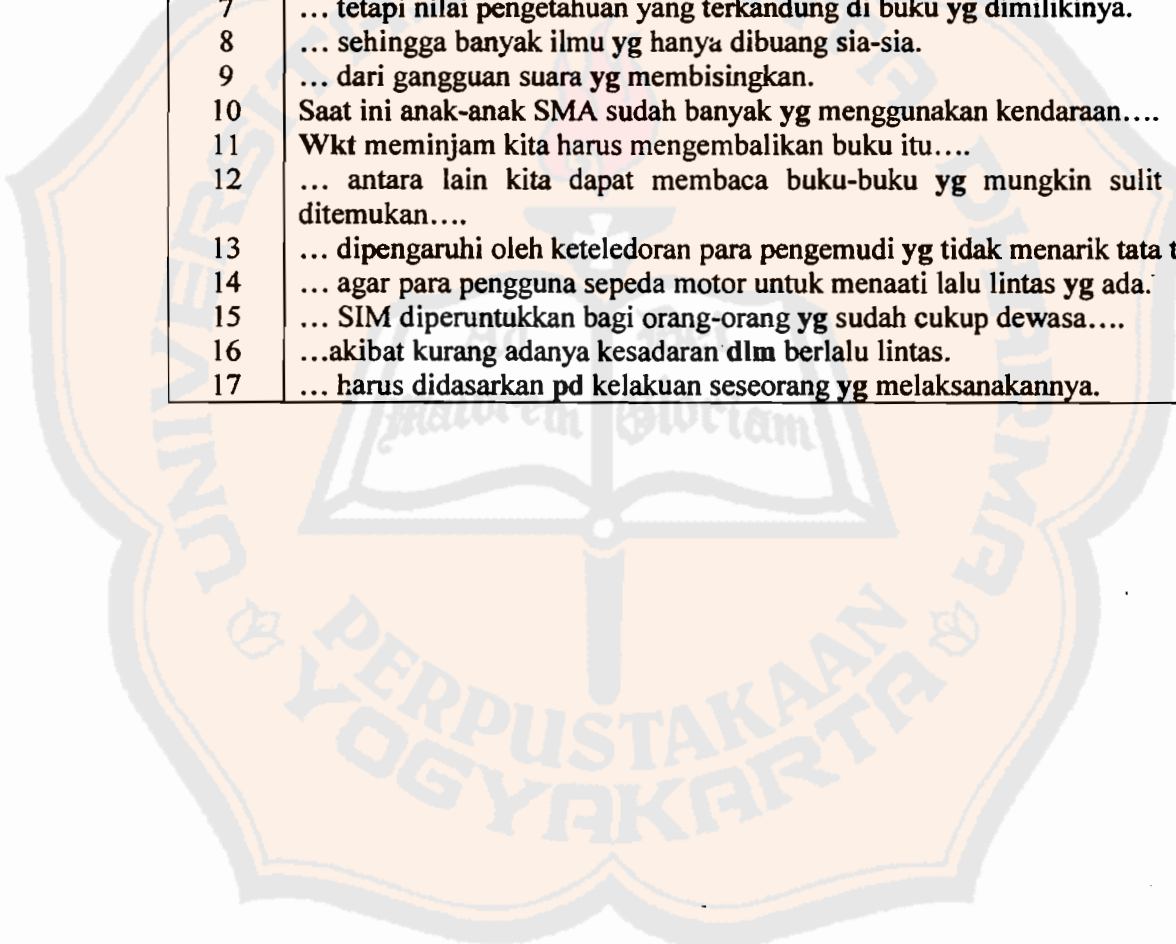 7 ... tetapi nilai pengetahuan yang terkandung di buku yg dimilikinya.
8 ... sehingga banyak ilmu yg hanya dibuang sia-sia.
9 ... dari gangguan suara yg membisingkan.
10 Saat ini anak-anak SMA sudah banyak yg menggunakan kendaraan....
11 Wkt meminjam kita harus mengembalikan buku itu....
12 ... antara lain kita dapat membaca buku-buku yg mungkin sulit
ditemukan....
13 ... dipengaruhi oleh keteledoran para pengemudi yg tidak menarik tata t
14 ... agar para pengguna sepeda motor untuk menaati lalu lintas yg ada.
15 ... SIM diperuntukkan bagi orang-orang yg sudah cukup dewasa....
16 ...akibat kurang adanya kesadaran dlm berlalu lintas.
17 ... harus didasarkan pd kelakuan seseorang yg melaksanakannya.
Maiorem Gloriam
PERPUSTAKAAN
YOGYAKARTA